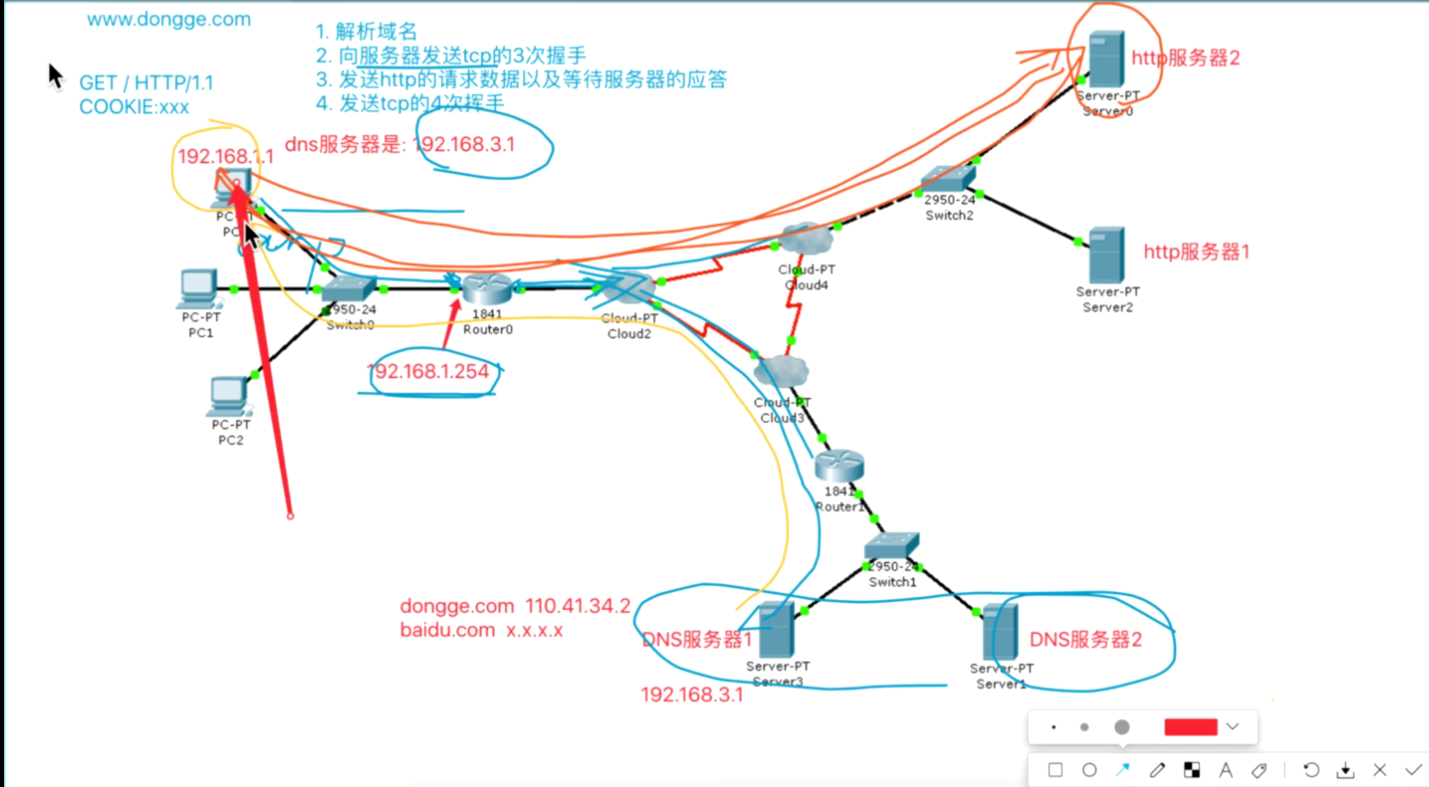 www.dongge.com
1. 解析域名
2. 向服务器发送tcp的3次握手
3. 发送http的请求数据以及等待服务器的应答
4. 发送tcp的4次挥手
GET / HTTP/1.1
COOKIE:xxx
dns服务器是: 192.168.3.1
192.168.1.1
http服务器2
Server-PT
Server0
2950-24
Switch2
http服务器1
Server-PT
Server2
Cloud-PT
Cloud4
PC-PT
PC1
2950-24
Switch0
1841
Router0
Cloud-PT
Cloud2
192.168.1.254
PC-PT
PC2
Cloud-PT
Cloud3
1841
Router1
2950-24
Switch1
dongge.com 110.41.34.2
baidu.com x.x.x.x
DNS服务器1
Server-PT
Server3
192.168.3.1
DNS服务器2
Server-PT
Server1
A